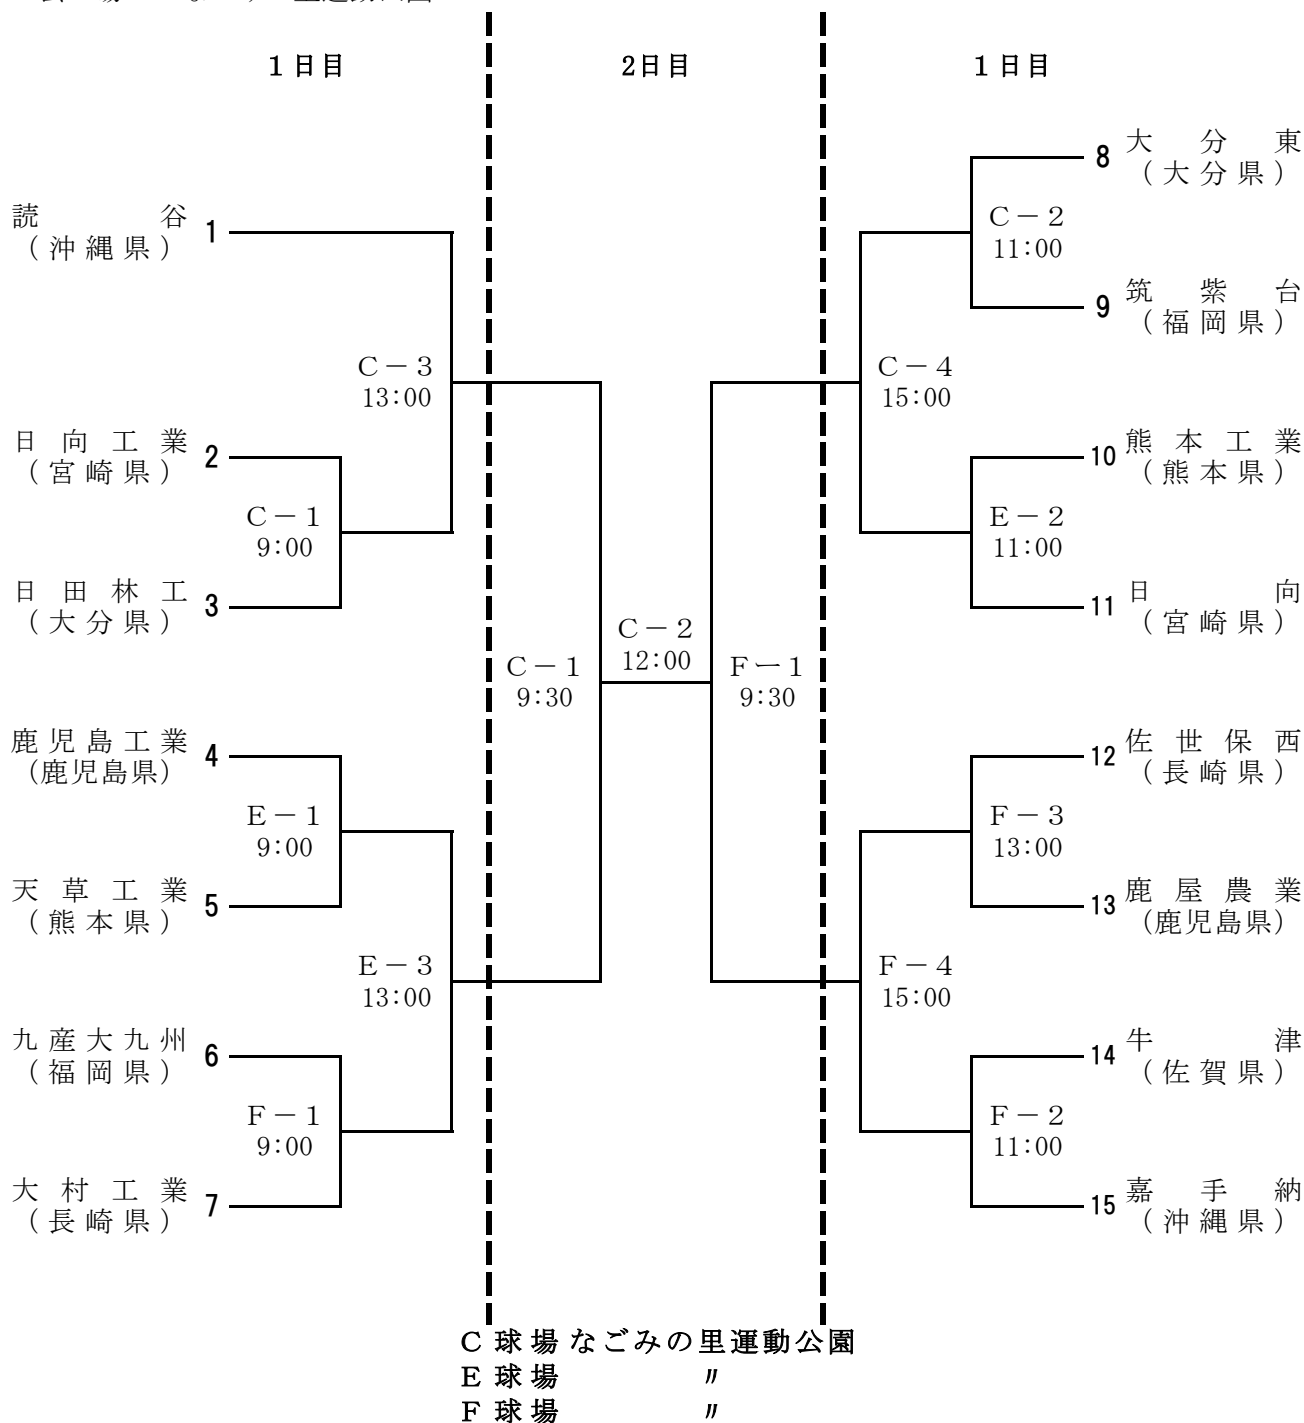 1日目
2日目
1日目
読谷 1
(沖縄県)
日向工業 2
(宮崎県)
日田林工 3
(大分県)
鹿児島工業 4
(鹿児島県)
天草工業 5
(熊本県)
九産大九州 6
(福岡県)
大村工業 7
(長崎県)
C-1
9:00
E-1
9:00
F-1
9:00
C-3
13:00
E-3
13:00
C-1
9:30
C-2
12:00
F-1
9:30
C-4
15:00
F-4
15:00
C-2
11:00
E-2
11:00
F-3
13:00
F-2
11:00
8 大分東
(大分県)
9 筑紫台
(福岡県)
10 熊本工業
(熊本県)
11 日向
(宮崎県)
12 佐世保西
(長崎県)
13 鹿屋農業
(鹿児島県)
14 牛津
(佐賀県)
15 嘉手納
(沖縄県)
C球場 なごみの里運動公園
E球場 〃
F球場 〃